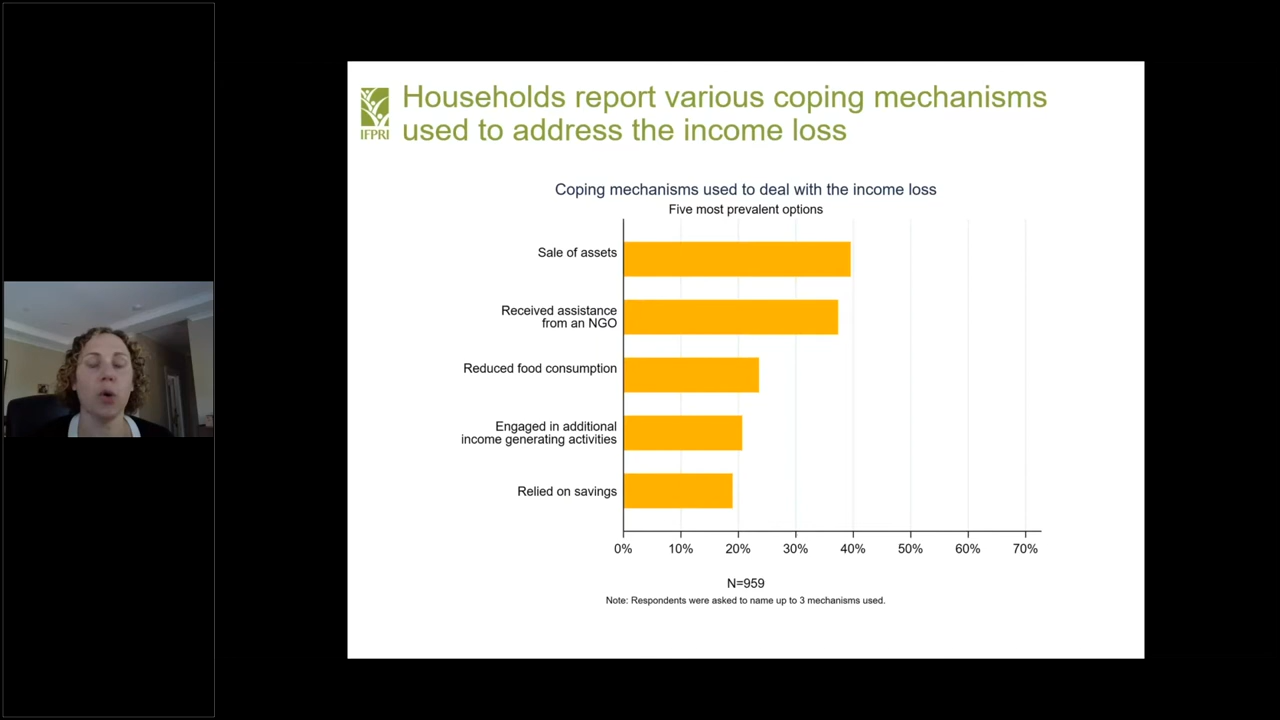 IFPRI
Households report various coping mechanisms
used to address the income loss
Coping mechanisms used to deal with the income loss
Five most prevalent options
Sale of assets
Received assistance
from an NGO
Reduced food consumption
Engaged in additional
income generating activities
Relied on savings
0% 10% 20% 30% 40% 50% 60% 70%
N=959
Note: Respondents were asked to name up to 3 mechanisms used.